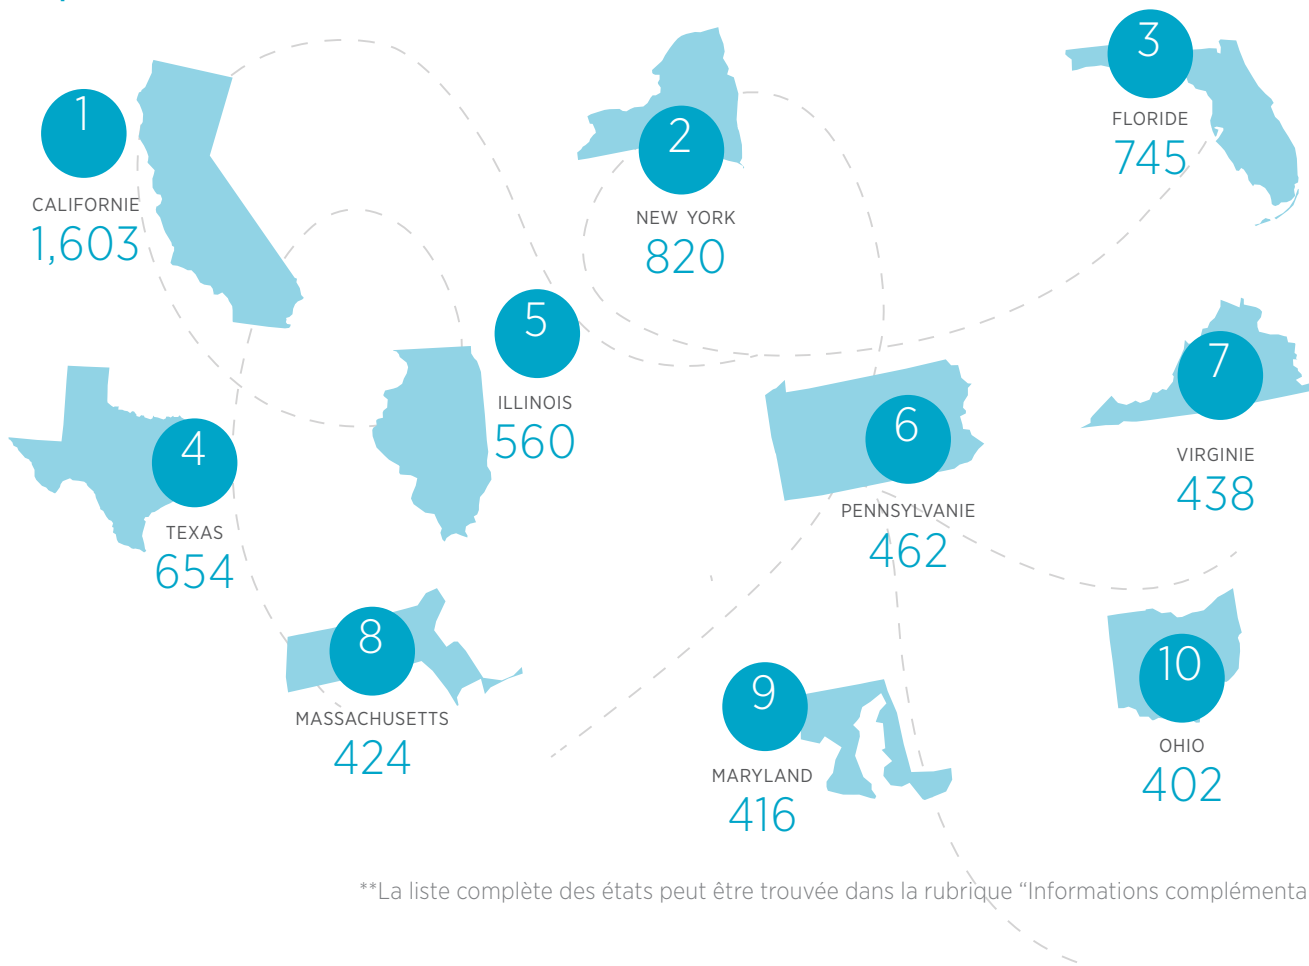 1
CALIFORNIE
1,603
2
NEW YORK
820
3
FLORIDE
745
4
TEXAS
654
5
ILLINOIS
560
6
PENNSYLVANIE
462
7
VIRGINIE
438
8
MASSACHUSETTS
424
9
MARYLAND
416
10
OHIO
402
**La liste complète des états peut être trouvée dans la rubrique “Informations complémenta